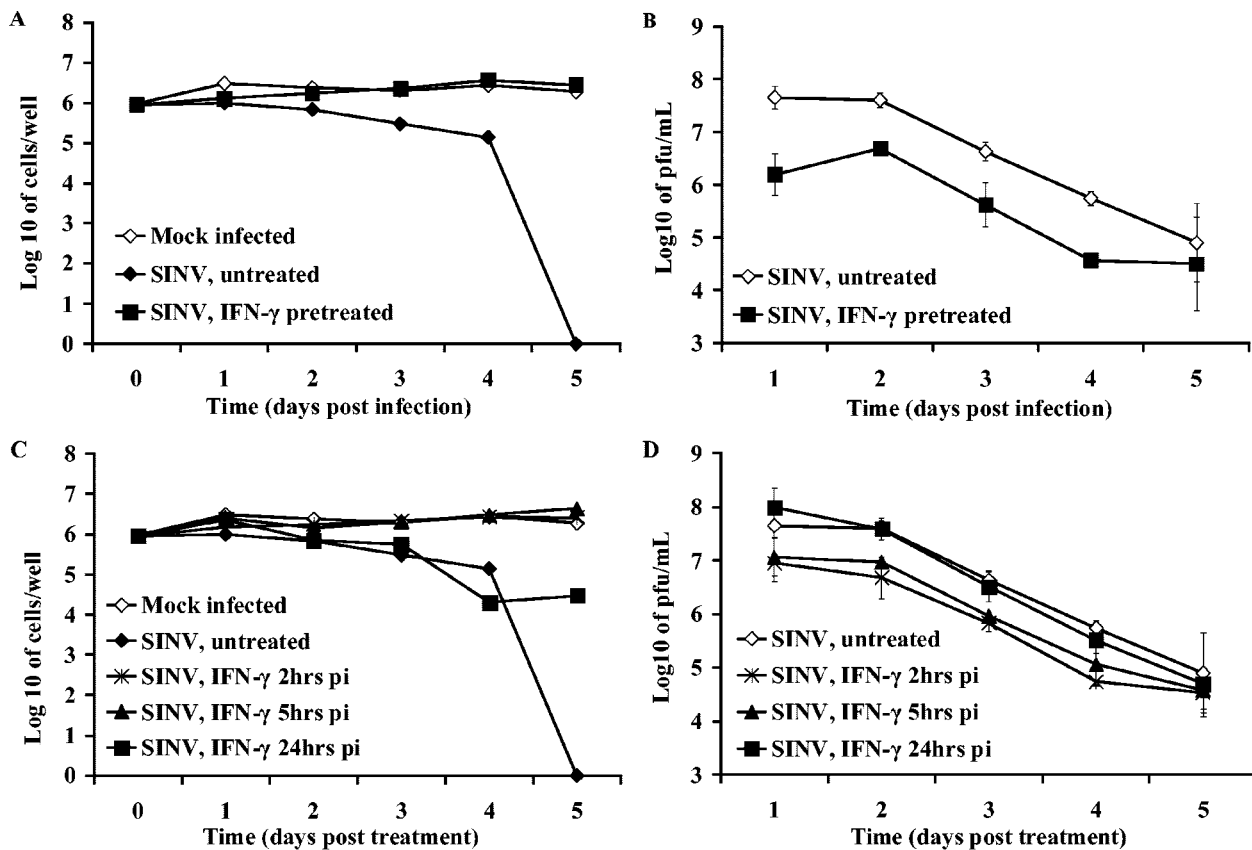 A
Log 10 of cells/well
8
7
6
5
4
3
2
1
0
Mock infected
SINV, untreated
SINV, IFN-γ pretreated
0 1 2 3 4 5
Time (days post infection)
B
Log10 of pfu/mL
9
8
7
6
5
4
3
SINV, untreated
SINV, IFN-γ pretreated
1 2 3 4 5
Time (days post infection)
C
Log 10 of cells/well
8
7
6
5
4
3
2
1
0
Mock infected
SINV, untreated
SINV, IFN-γ 2hrs pi
SINV, IFN-γ 5hrs pi
SINV, IFN-γ 24hrs pi
0 1 2 3 4 5
Time (days post treatment)
D
Log10 of pfu/mL
9
8
7
6
5
4
3
SINV, untreated
SINV, IFN-γ 2hrs pi
SINV, IFN-γ 5hrs pi
SINV, IFN-γ 24hrs pi
1 2 3 4 5
Time (days post treatment)